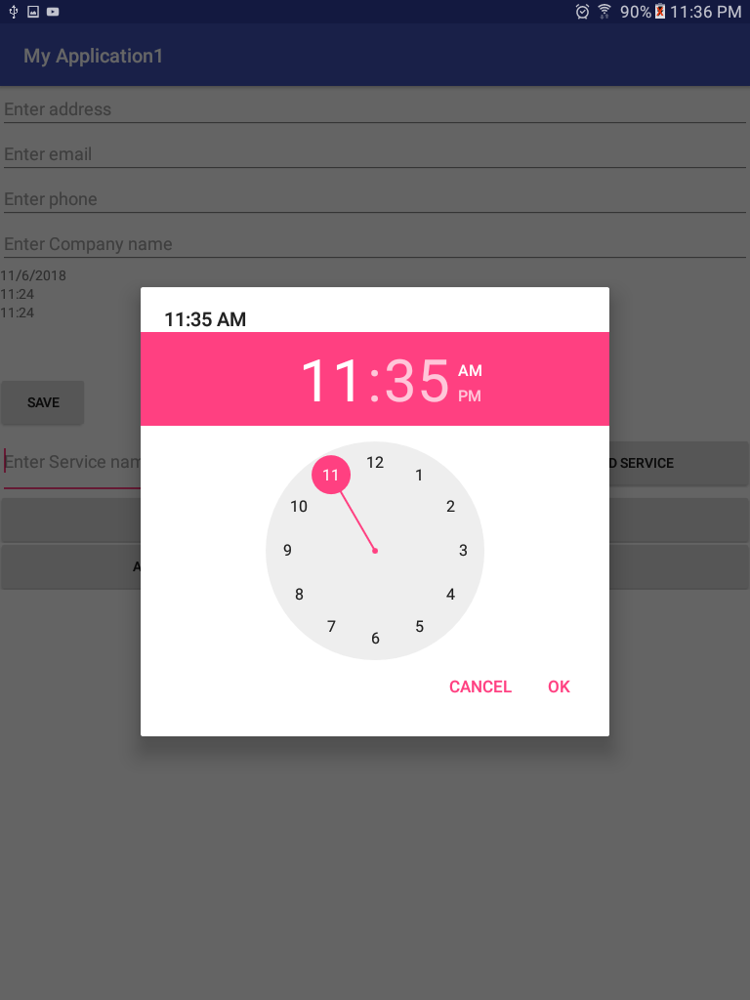 90% 11:36 PM
My Application1
Enter address
Enter email
Enter phone
Enter Company name
11/6/2018
11:24
11:24
11:35 AM
11:35 AM
PM
SAVE
Enter Service nam
D SERVICE
A
12
11 1
10 2
9 3
8 4
7 5
6
CANCEL OK